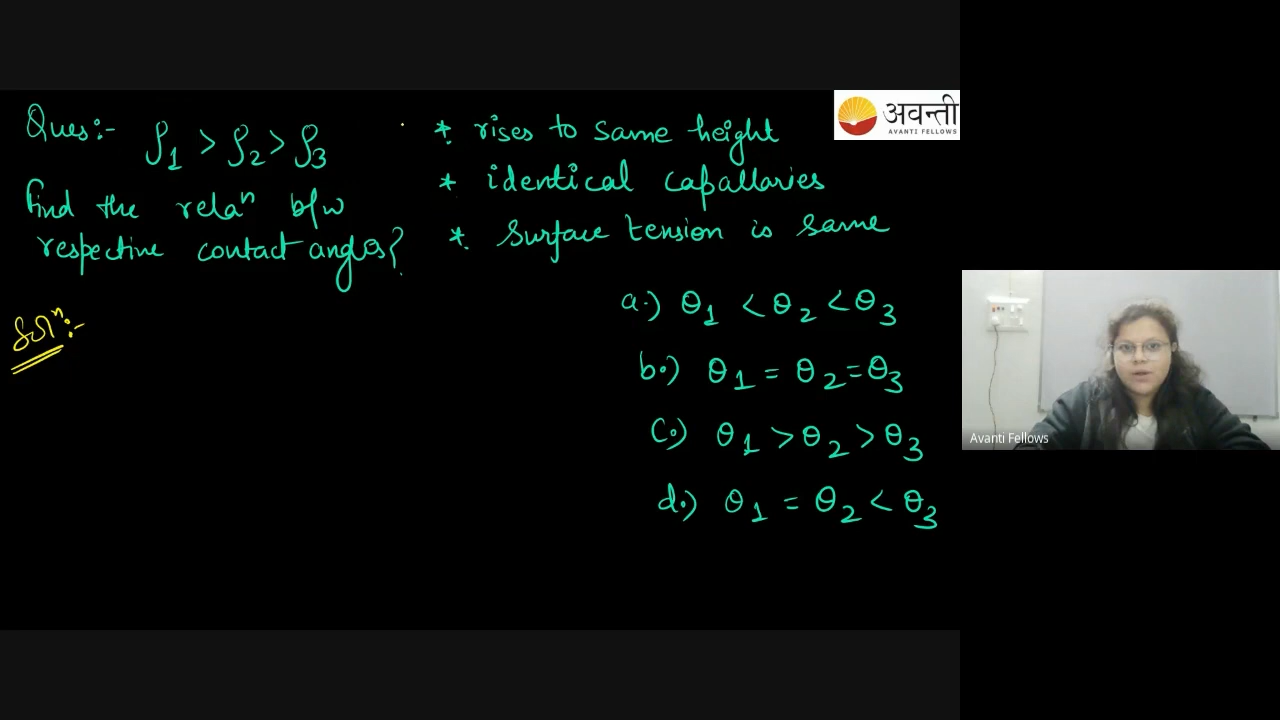 Ques:- ρ1 > ρ2 > ρ3
find the relaⁿ b/w
respective contact angles?
* rises to same height
* identical capallaries
* surface tension is same
a.) θ1 < θ2 < θ3
b.) θ1 = θ2 = θ3
c.) θ1 > θ2 > θ3
d.) θ1 = θ2 < θ3
Solⁿ:-
अवन्ती
AVANTI FELLOWS
Avanti Fellows